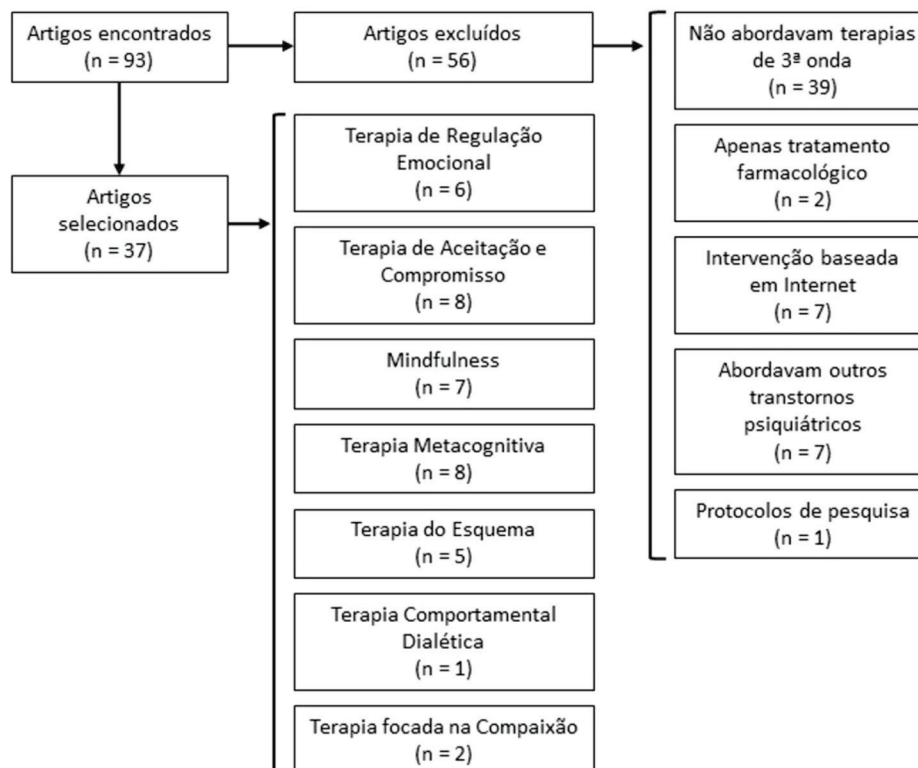 Artigos encontrados
(n = 93)
Artigos excluídos
(n = 56)
Não abordavam terapias
de 3ª onda
(n = 39)
Apenas tratamento
farmacológico
(n = 2)
Intervenção baseada
em Internet
(n = 7)
Abordavam outros
transtornos
psiquiátricos
(n = 7)
Protocolos de pesquisa
(n = 1)
Artigos
selecionados
(n = 37)
Terapia de Regulação
Emocional
(n = 6)
Terapia de Aceitação e
Compromisso
(n = 8)
Mindfulness
(n = 7)
Terapia Metacognitiva
(n = 8)
Terapia do Esquema
(n = 5)
Terapia Comportamental
Dialética
(n = 1)
Terapia focada na Compaixão
(n = 2)